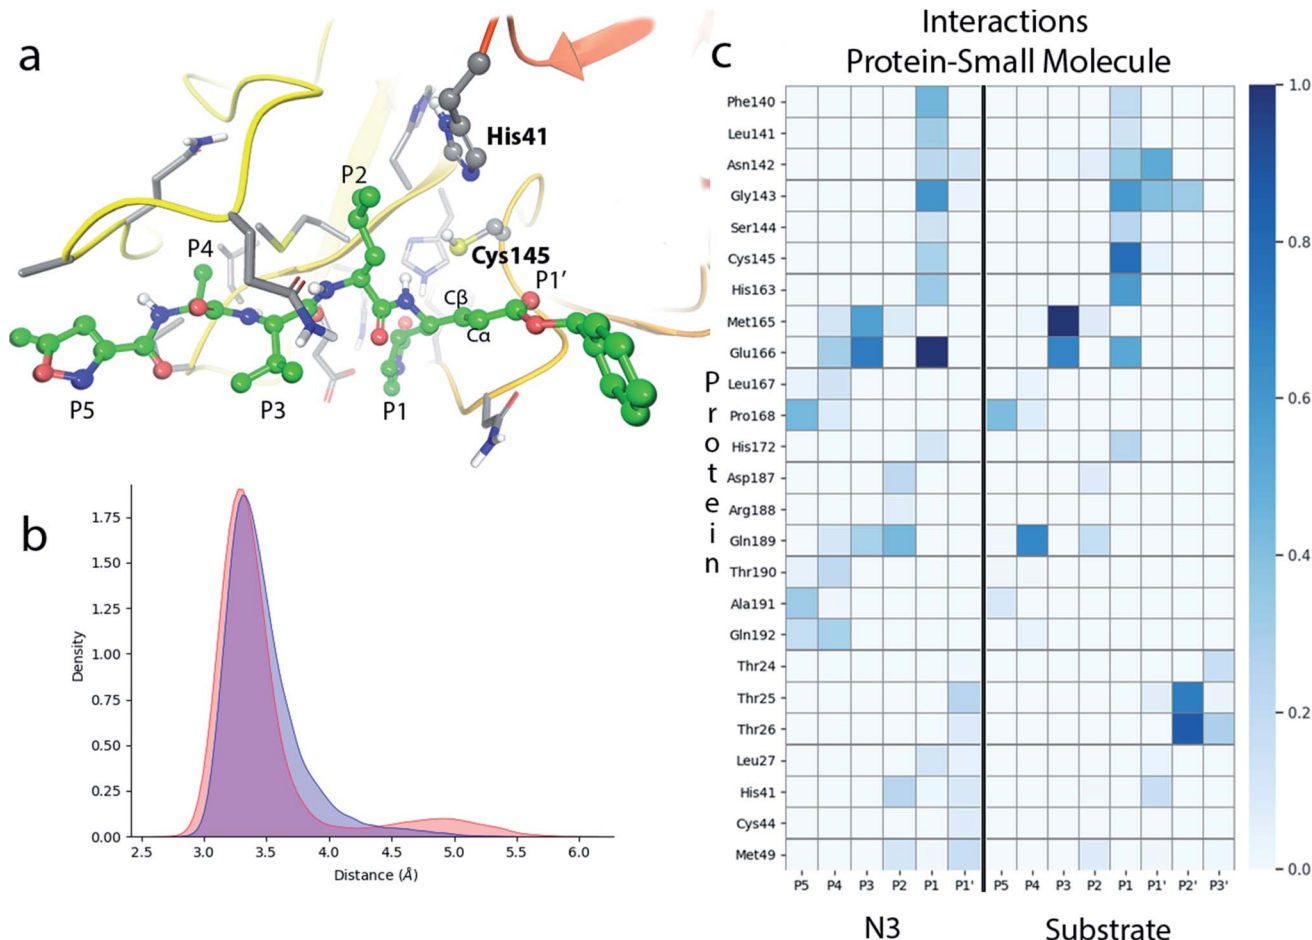 a
His41
P2
P4
Cys145
P1′
Cβ
Cα
P5
P3
P1
b
1.75
1.50
1.25
1.00
0.75
0.50
0.25
0.00
Density
2.5 3.0 3.5 4.0 4.5 5.0 5.5 6.0
Distance (Å)
c
Interactions
Protein-Small Molecule
Protein
Phe140
Leu141
Asn142
Gly143
Ser144
Cys145
His163
Met165
Glu166
Leu167
Pro168
His172
Asp187
Arg188
Gln189
Thr190
Ala191
Gln192
Thr24
Thr25
Thr26
Leu27
His41
Cys44
Met49
P5 P4 P3 P2 P1 P1' P5 P4 P3 P2 P1 P1' P2' P3'
N3 Substrate
1.0
0.8
0.6
0.4
0.2
0.0